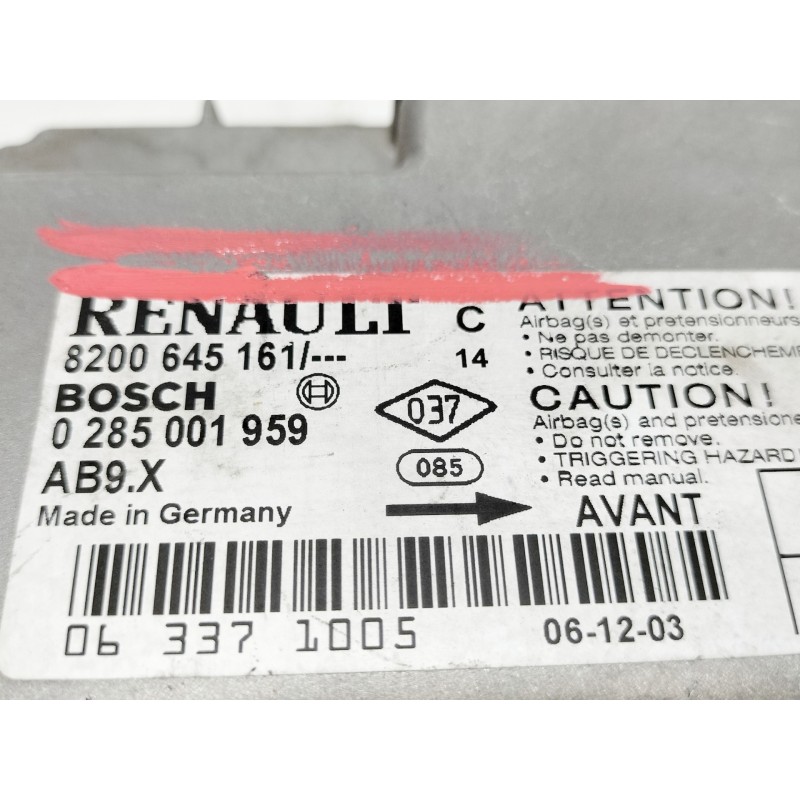 RENAULT C
8200 645 161/--- 14
BOSCH
037
0 285 001 959
085
AB9.X
Made in Germany
AVANT
06 337 1005
06-12-03
ATTENTION!
Airbag(s) et pretensionneurs
• Ne pas demonter.
• RISQUE DE DECLENCHEME
• Consulter la notice.
CAUTION!
Airbag(s) and pretensione
• Do not remove.
• TRIGGERING HAZARD
• Read manual.